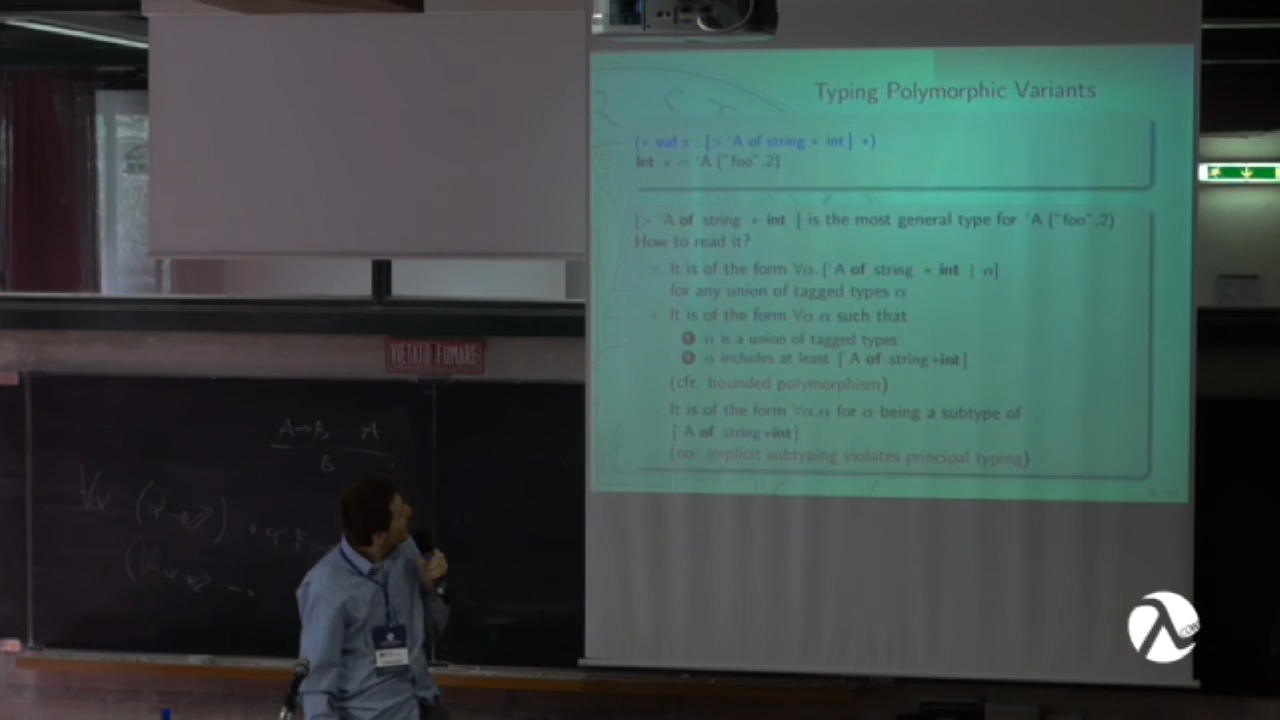 Typing Polymorphic Variants
(* val x : [> `A of string * int ] *)
let x = `A ("foo",2)
[> `A of string * int ] is the most general type for `A ("foo",2)
How to read it?
It is of the form ∀α.[ `A of string * int | α]
for any union of tagged types α
It is of the form ∀α.α such that
1 α is a union of tagged types
2 α includes at least [ `A of string*int]
(cfr. bounded polymorphism)
It is of the form ∀α.α for α being a subtype of
[ `A of string*int]
(no: implicit subtyping violates principal typing)
VIETATO FUMARE
A→B A
B
λ CON